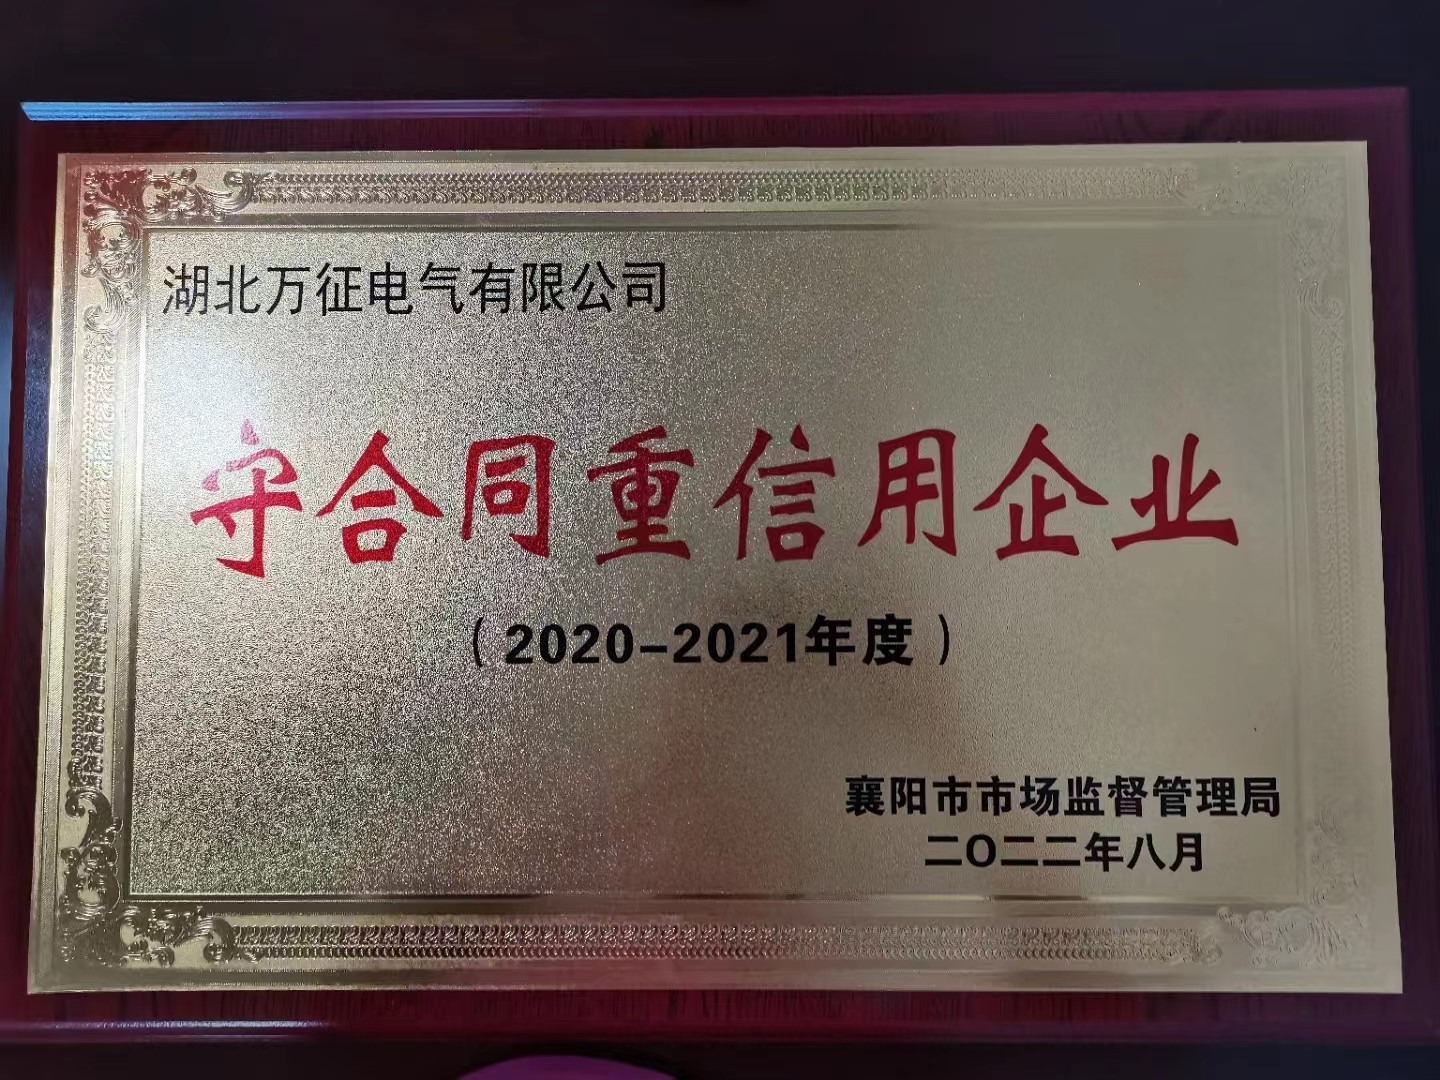 湖北万征电气有限公司
守合同重信用企业
（2020-2021年度）
襄阳市市场监督管理局
二〇二二年八月